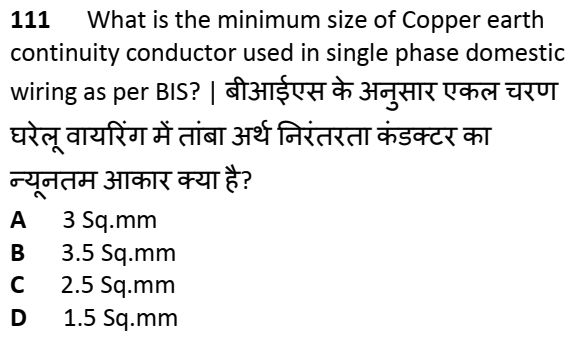 111 What is the minimum size of Copper earth
continuity conductor used in single phase domestic
wiring as per BIS? | बीआईएस के अनुसार एकल चरण
घरेलू वायरिंग में तांबा अर्थ निरंतरता कंडक्टर का
न्यूनतम आकार क्या है?
A 3 Sq.mm
B 3.5 Sq.mm
C 2.5 Sq.mm
D 1.5 Sq.mm